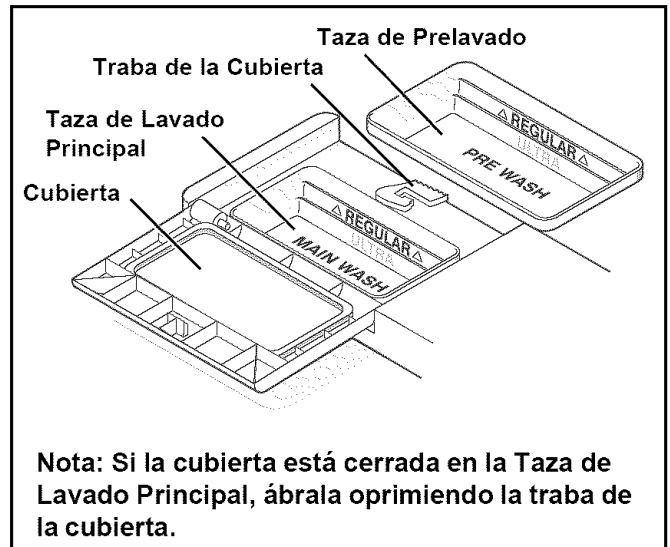 Taza de Prelavado
Traba de la Cubierta
Taza de Lavado
Principal
Cubierta
△ REGULAR △
ULTRA
PRE WASH
△ REGULAR △
ULTRA
MAIN WASH
Nota: Si la cubierta está cerrada en la Taza de
Lavado Principal, ábrala oprimiendo la traba de
la cubierta.